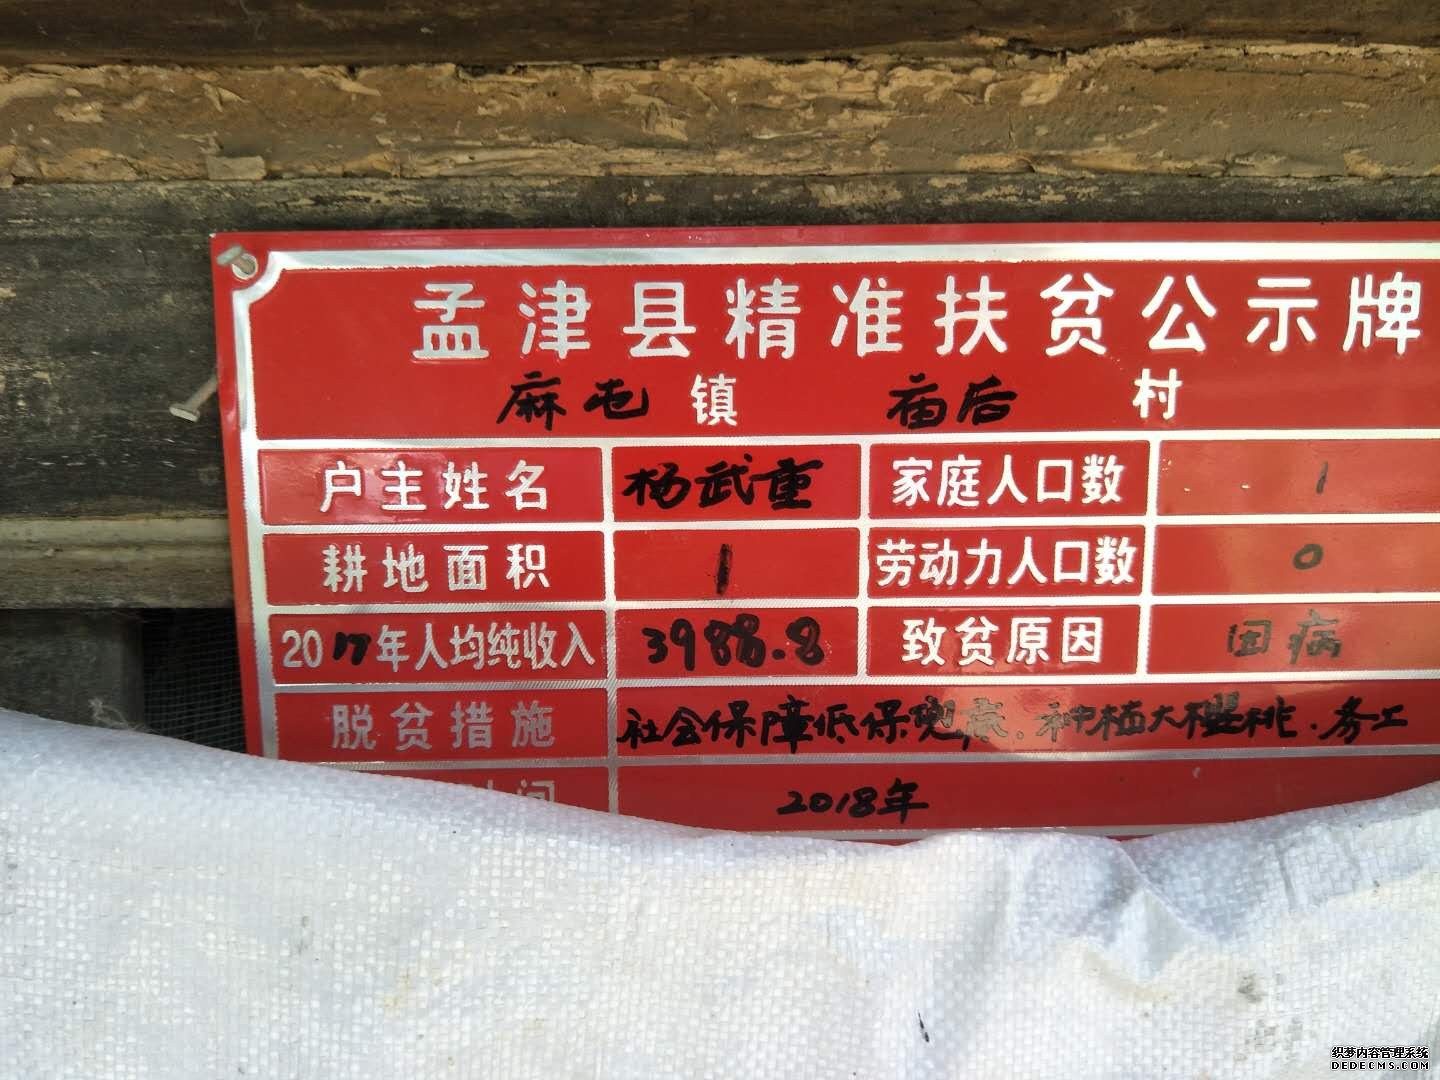 孟津县精准扶贫公示牌
麻屯镇 庙后村
户主姓名 杨武重 家庭人口数 1
耕地面积 1 劳动力人口数 0
2017年人均纯收入 3988.8 致贫原因 因病
脱贫措施 社会保障低保兜底、种植大樱桃、务工
2018年
织梦内容管理系统
DEDECMS.COM